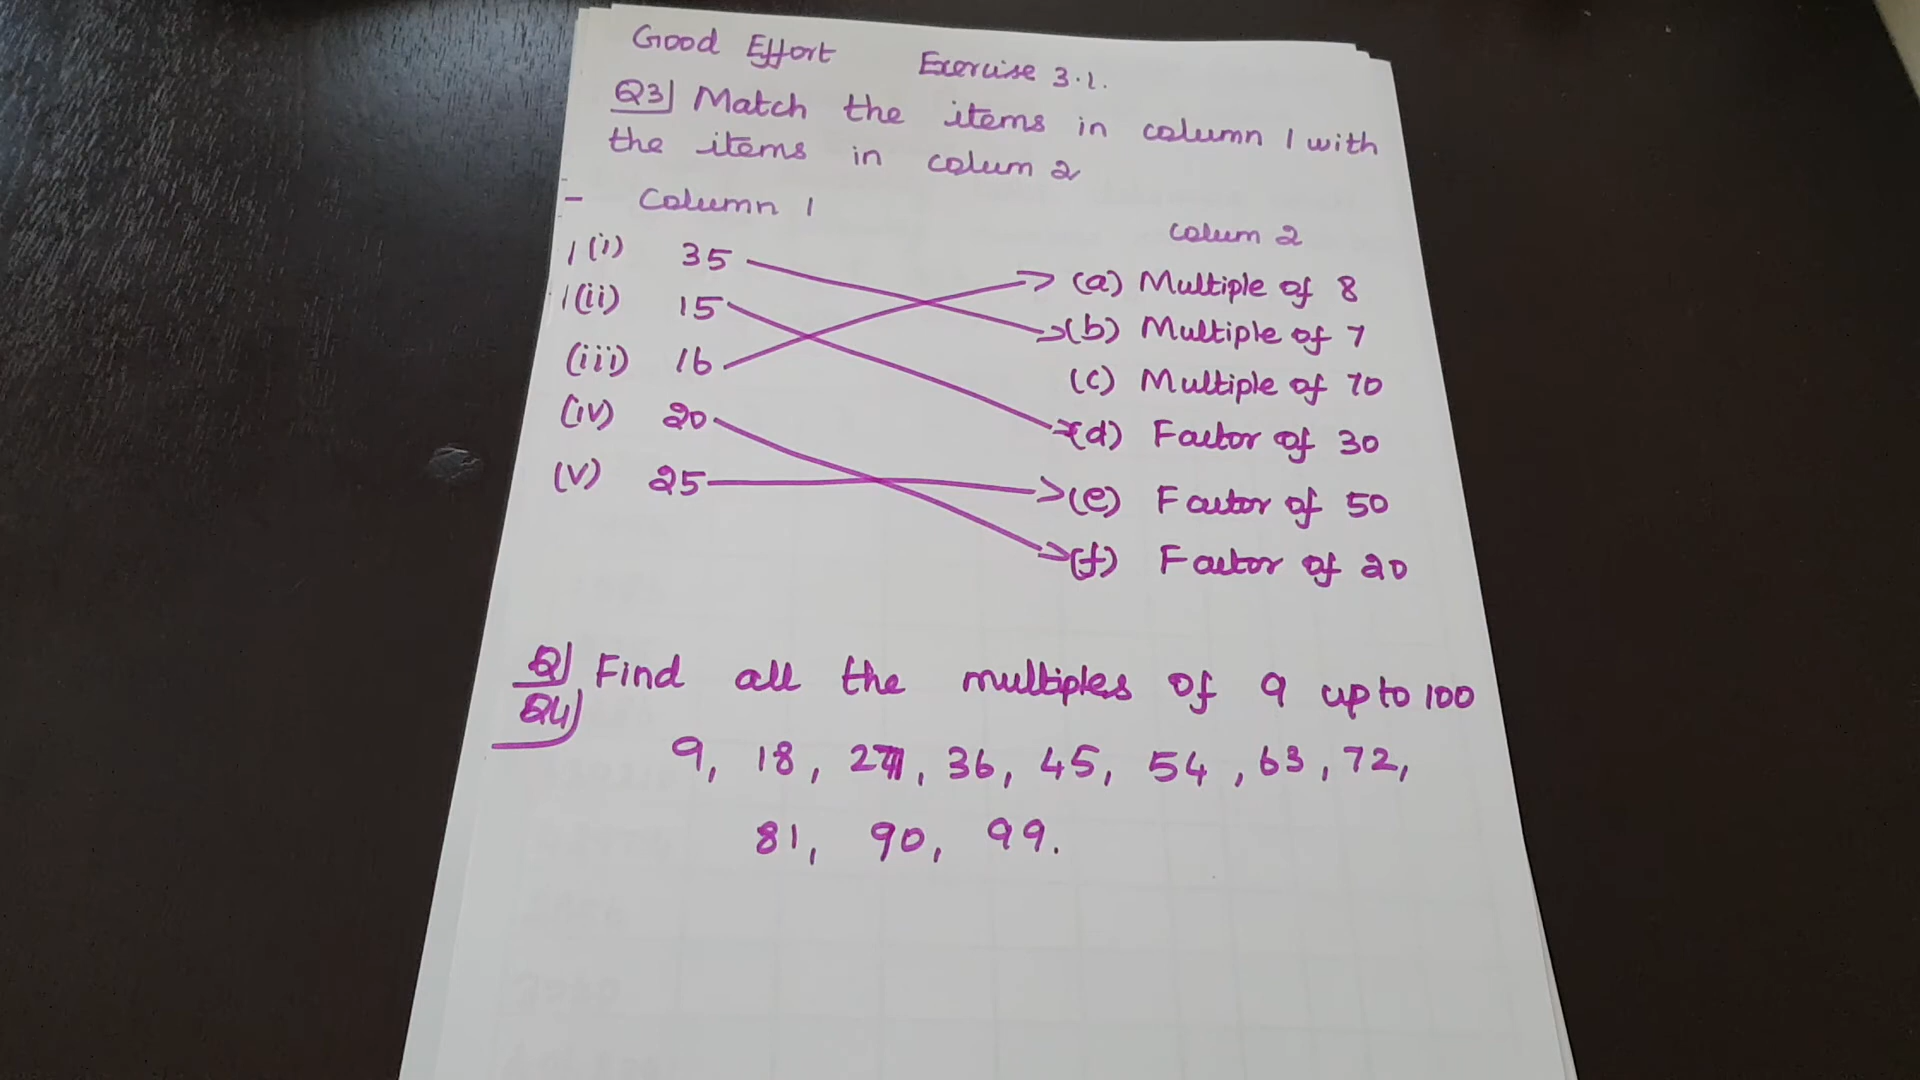 Good Effort Exercise 3.1.
Q3) Match the items in column 1 with
the items in colum 2
- Column 1 colum 2
(i) 35 (a) Multiple of 8
(ii) 15 (b) Multiple of 7
(iii) 16 (c) Multiple of 70
(iv) 20 (d) Factor of 30
(v) 25 (e) Factor of 50
(f) Factor of 20
Q) Find all the multiples of 9 up to 100
Q4)
9, 18, 27, 36, 45, 54, 63, 72,
81, 90, 99.